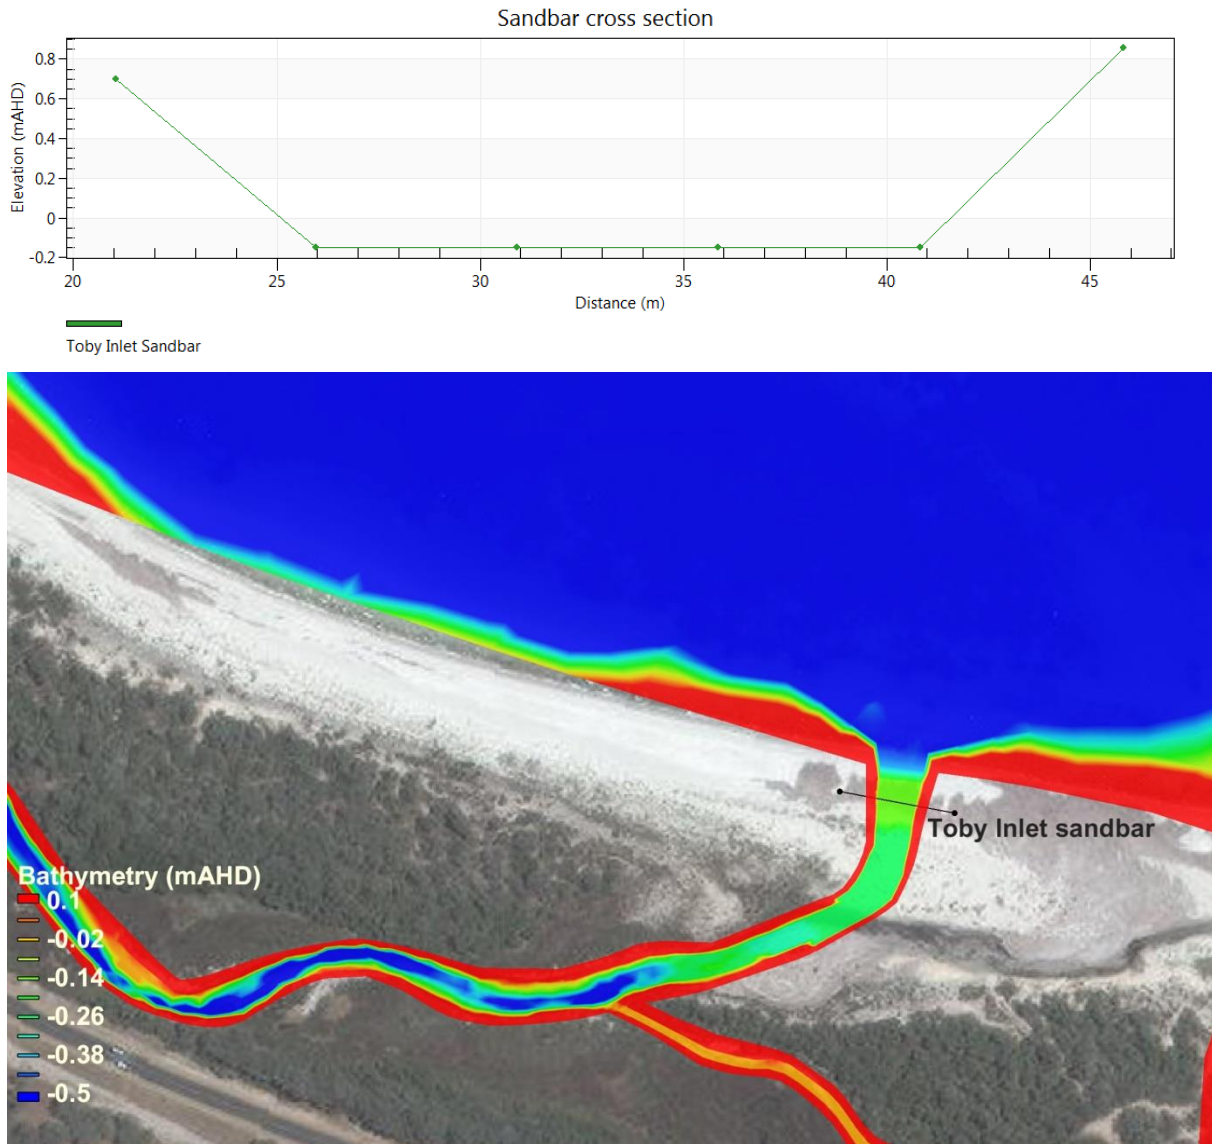 Sandbar cross section
Elevation (mAHD)
0.8
0.6
0.4
0.2
0
-0.2
20 25 30 35 40 45
Distance (m)
Toby Inlet Sandbar
Toby Inlet sandbar
Bathymetry (mAHD)
0.1
-0.02
-0.14
-0.26
-0.38
-0.5